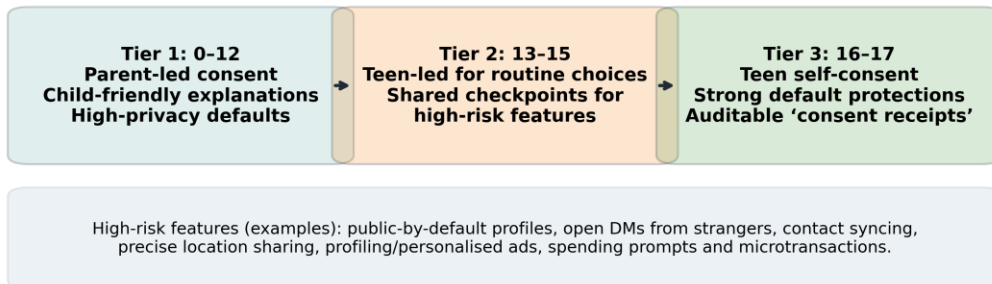 Tier 1: 0–12
Parent-led consent
Child-friendly explanations
High-privacy defaults
Tier 2: 13–15
Teen-led for routine choices
Shared checkpoints for
high-risk features
Tier 3: 16–17
Teen self-consent
Strong default protections
Auditable ‘consent receipts’
High-risk features (examples): public-by-default profiles, open DMs from strangers, contact syncing,
precise location sharing, profiling/personalised ads, spending prompts and microtransactions.